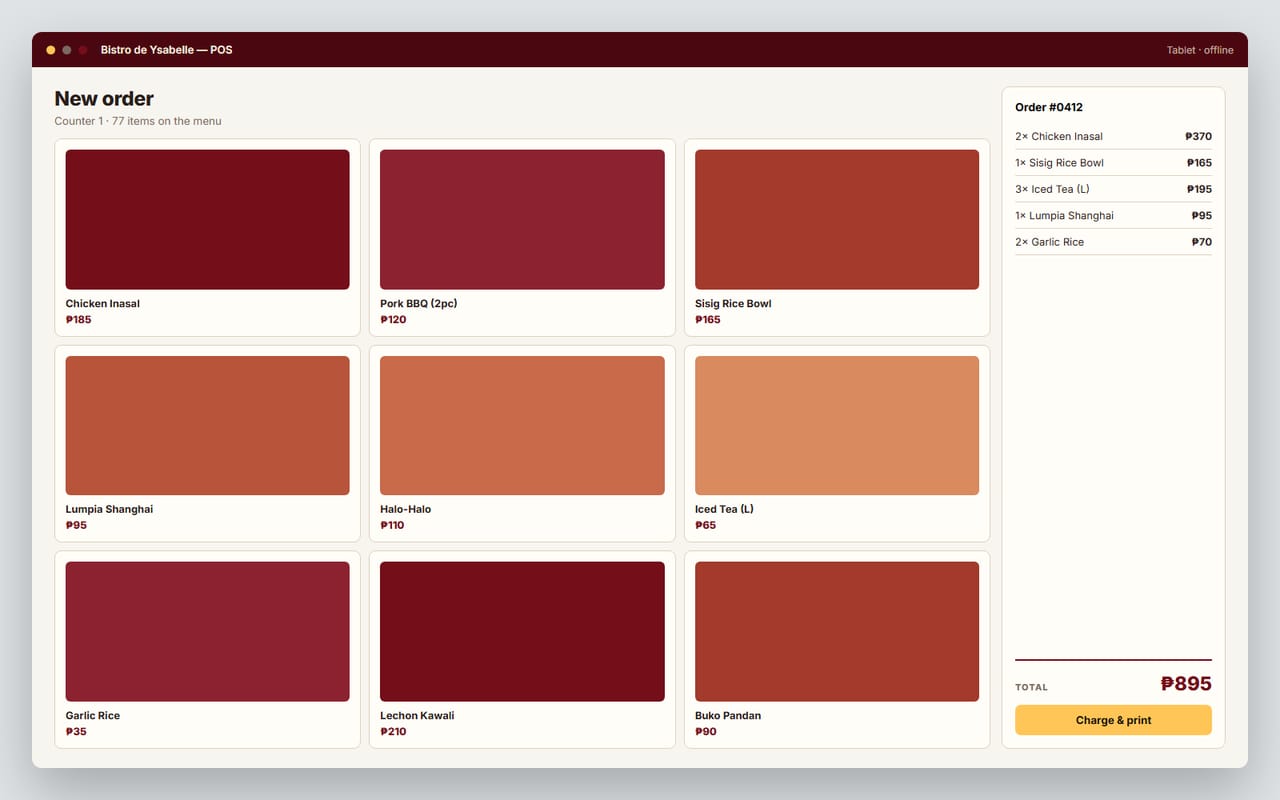 Bistro de Ysabelle — POS
Tablet · offline
New order
Counter 1 · 77 items on the menu
Chicken Inasal
₱185
Pork BBQ (2pc)
₱120
Sisig Rice Bowl
₱165
Lumpia Shanghai
₱95
Halo-Halo
₱110
Iced Tea (L)
₱65
Garlic Rice
₱35
Lechon Kawali
₱210
Buko Pandan
₱90
Order #0412
2× Chicken Inasal ₱370
1× Sisig Rice Bowl ₱165
3× Iced Tea (L) ₱195
1× Lumpia Shanghai ₱95
2× Garlic Rice ₱70
TOTAL ₱895
Charge & print